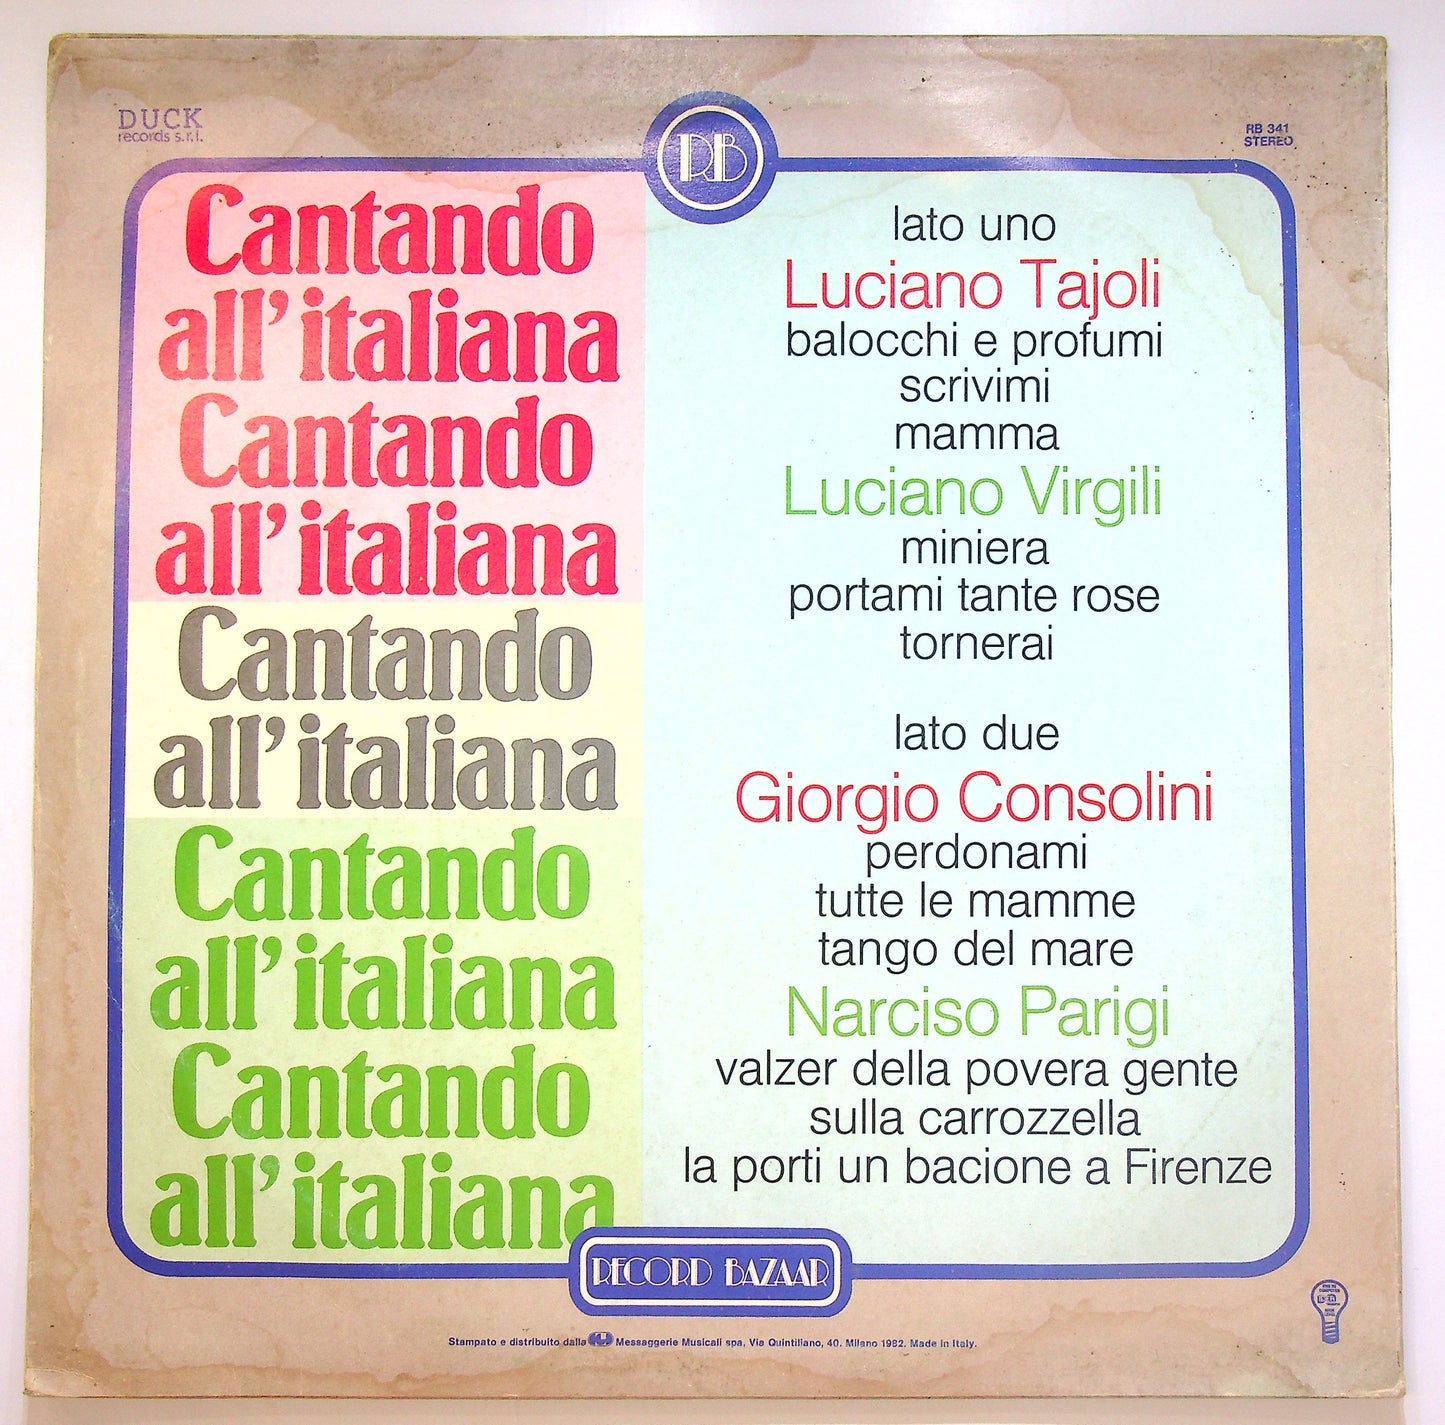 DUCK
records s.r.l.
RB
RB 341
STEREO
Cantando
all'italiana
Cantando
all'italiana
Cantando
all'italiana
Cantando
all'italiana
Cantando
all'italiana
lato uno
Luciano Tajoli
balocchi e profumi
scrivimi
mamma
Luciano Virgili
miniera
portami tante rose
tornerai
lato due
Giorgio Consolini
perdonami
tutte le mamme
tango del mare
Narciso Parigi
valzer della povera gente
sulla carrozzella
la porti un bacione a Firenze
RECORD BAZAAR
Stampato e distribuito dalla Messaggerie Musicali spa, Via Quintiliano, 40. Milano 1982. Made in Italy.